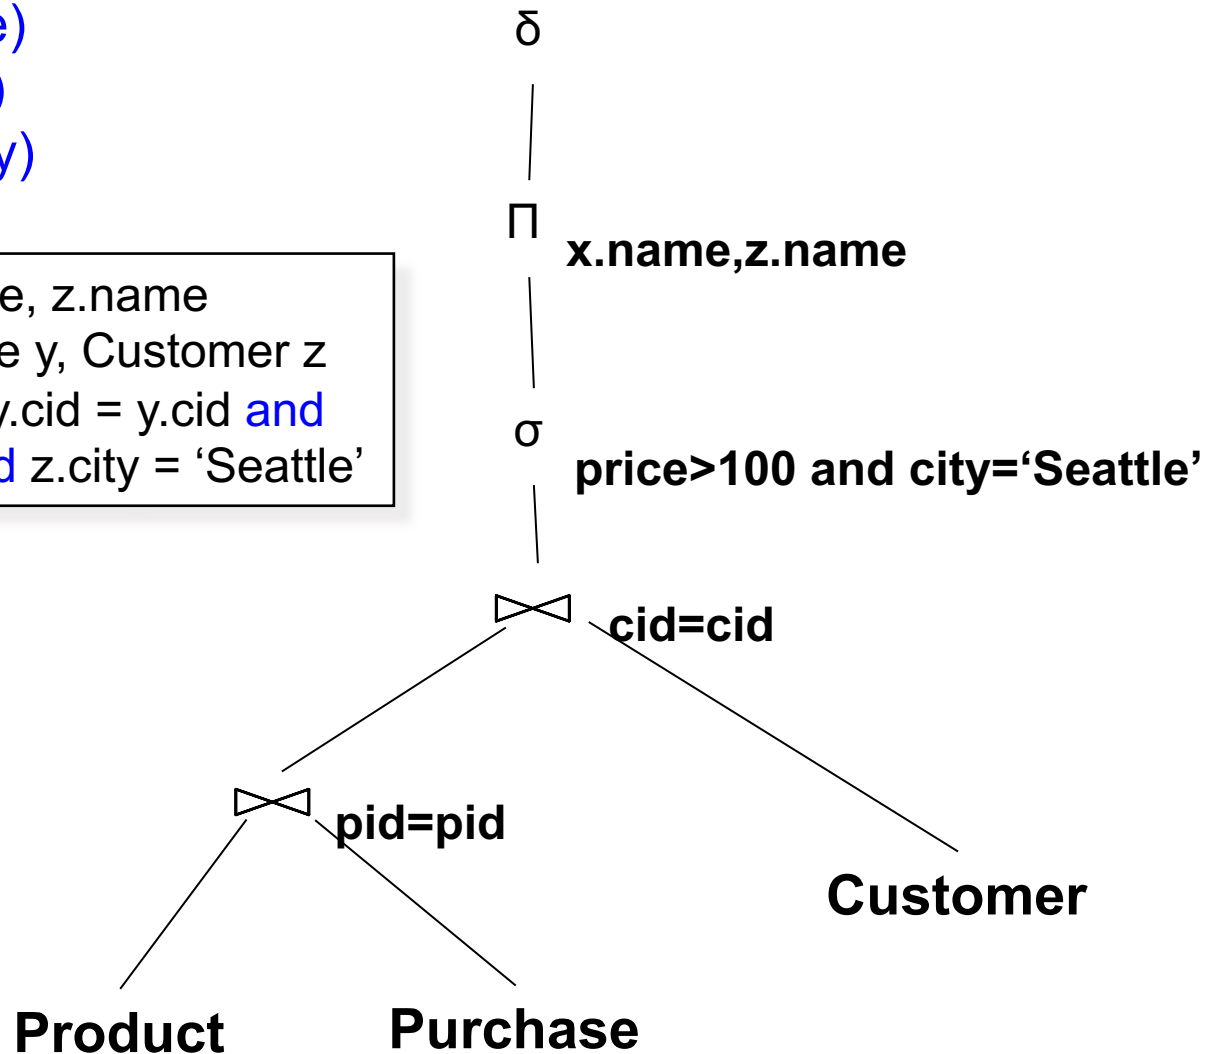 e)
)
y)
δ
Π
x.name,z.name
e, z.name
e y, Customer z
y.cid = y.cid and
d z.city = ‘Seattle’
σ
price>100 and city=‘Seattle’
cid=cid
pid=pid
Customer
Product
Purchase